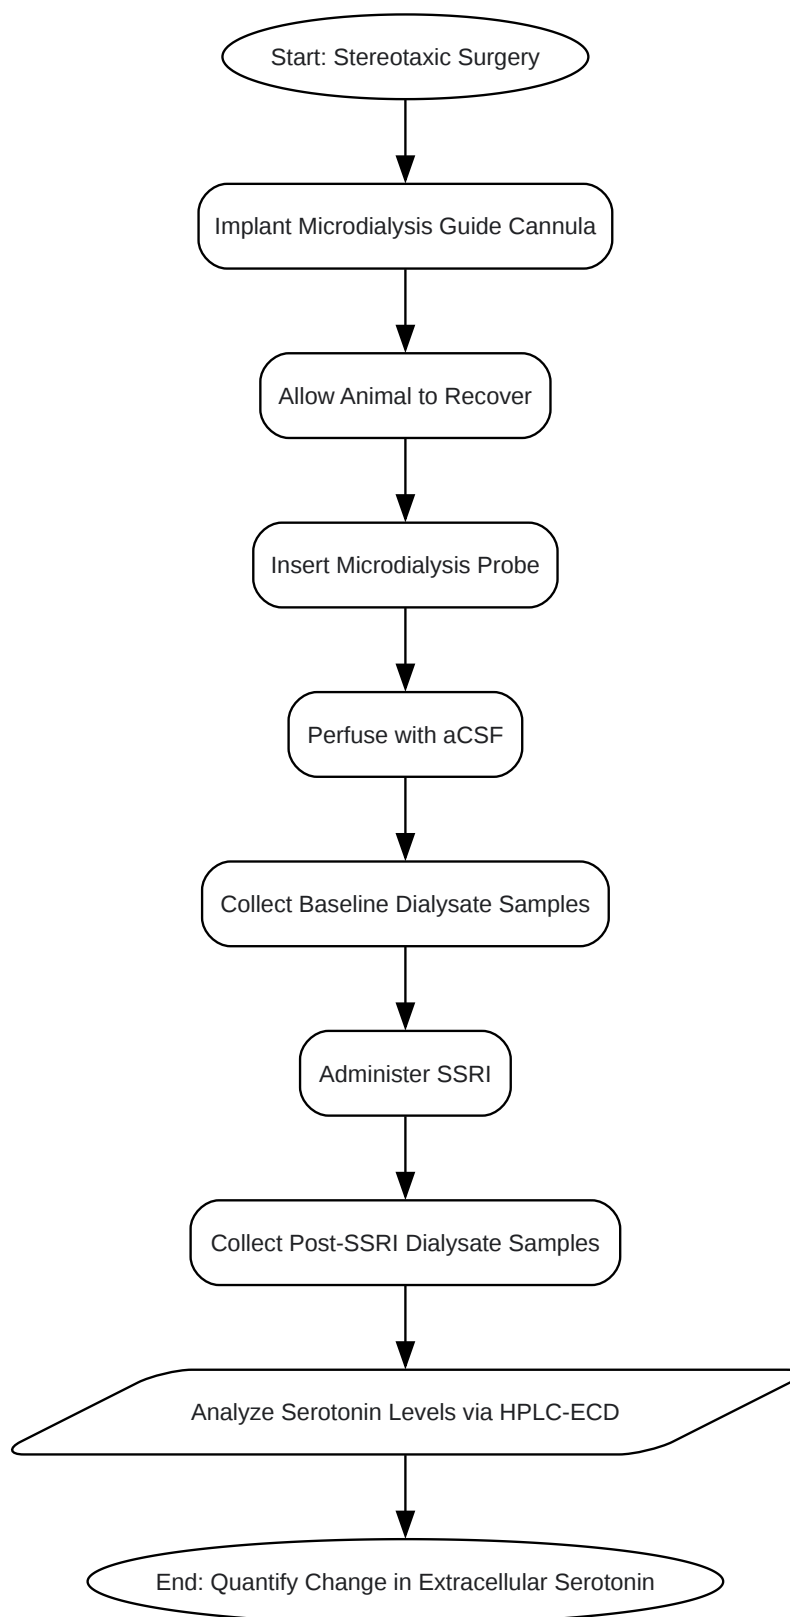 Start: Stereotaxic Surgery
Implant Microdialysis Guide Cannula
Allow Animal to Recover
Insert Microdialysis Probe
Perfuse with aCSF
Collect Baseline Dialysate Samples
Administer SSRI
Collect Post-SSRI Dialysate Samples
Analyze Serotonin Levels via HPLC-ECD
End: Quantify Change in Extracellular Serotonin